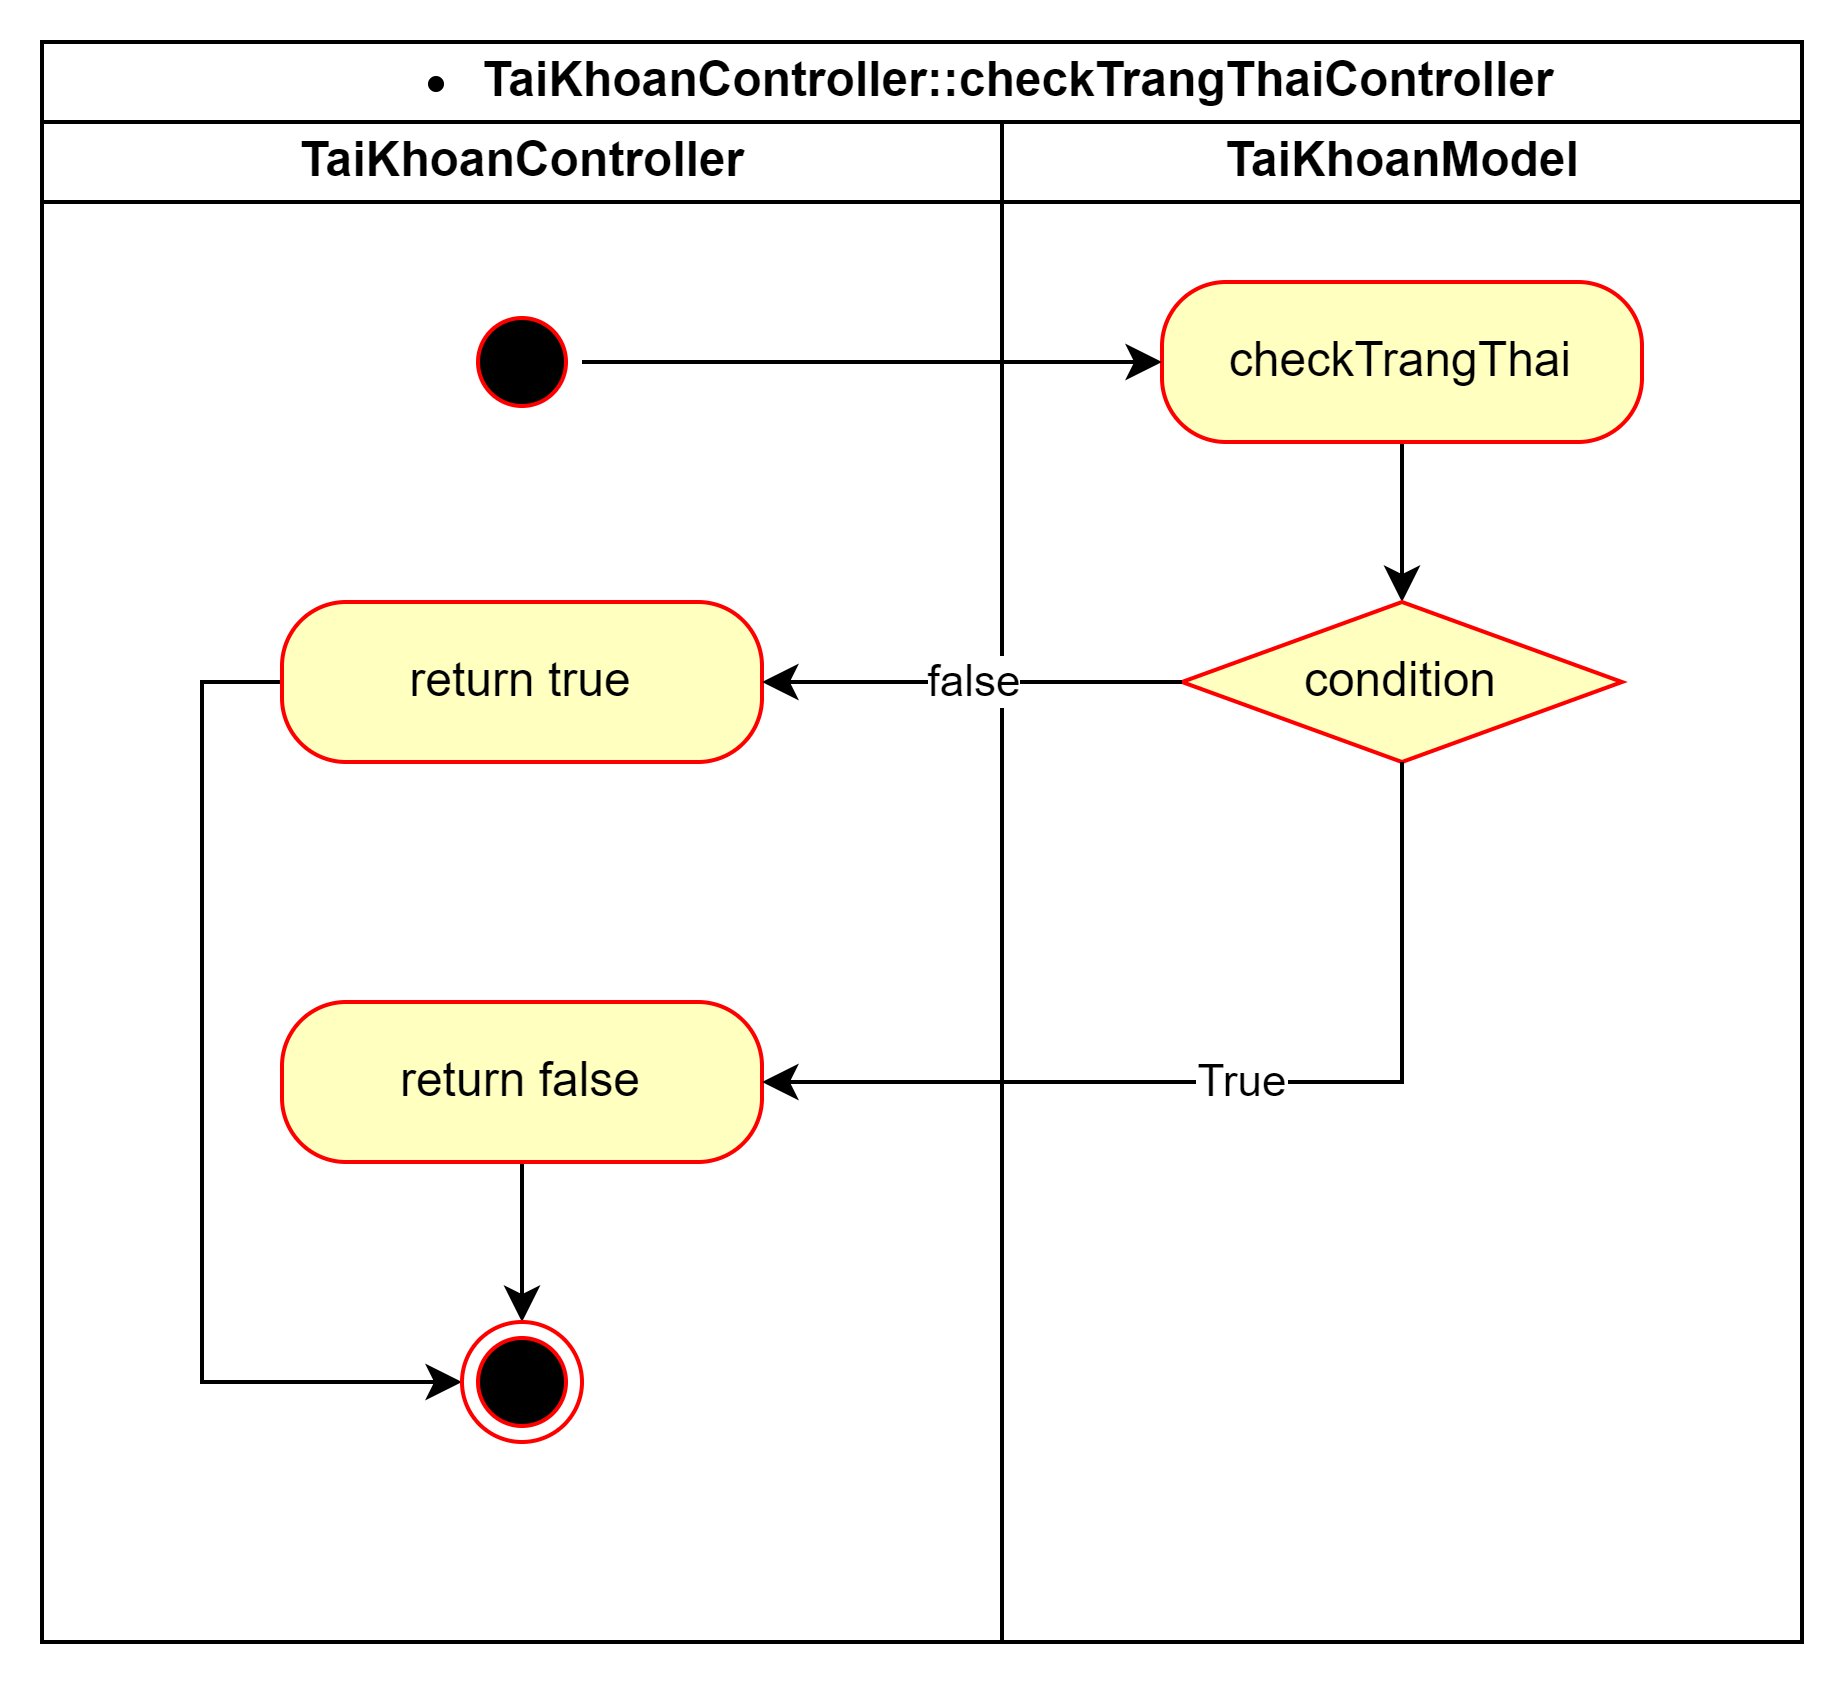 • TaiKhoanController::checkTrangThaiController
TaiKhoanController
TaiKhoanModel
checkTrangThai
return true
false
condition
return false
True